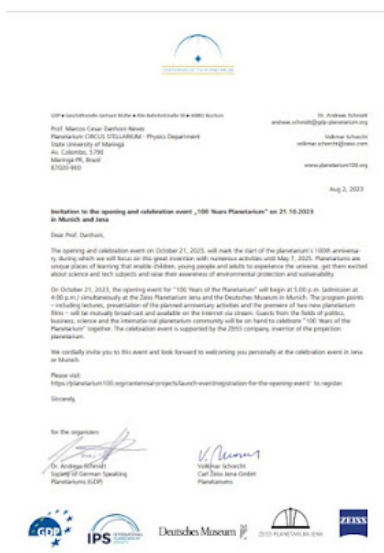 GDP • Geschäftsstelle Gerhard Mühe • Alte Bahnhofstraße 38 • 44892 Bochum
Dr. Andreas Schmidt
andreas.schmidt@gdp-planetarium.org
Prof. Marcos Cesar Danhoni Neves
Planetarium CIRCUS STELLARIUM - Physics Department
State University of Maringá
Av. Colombo, 5790
Maringá PR, Brazil
87020-900
Volkmar Schorcht
volkmar.schorcht@zeiss.com
www.planetarium100.org
Aug 2, 2023
Invitation to the opening and celebration event „100 Years Planetarium" on 21.10.2023
in Munich and Jena
Dear Prof. Danhoni,
The opening and celebration event on October 21, 2023, will mark the start of the planetarium's 100th anniversa-
ry, during which we will focus on this great invention with numerous activities until May 7, 2025. Planetariums are
unique places of learning that enable children, young people and adults to experience the universe, get them excited
about science and tech subjects and raise their awareness of environmental protection and sustainability.
On October 21, 2023, the opening event for "100 Years of the Planetarium" will begin at 5:00 p.m. (admission at
4:00 p.m.) simultaneously at the Zeiss Planetarium Jena and the Deutsches Museum in Munich. The program points
– including lectures, presentation of the planned anniversary activities and the premiere of two new planetarium
films – will be mutually broadcast and available on the Internet via stream. Guests from the fields of politics,
business, science and the international planetarium community will be on hand to celebrate "100 Years of the
Planetarium" together. The celebration event is supported by the ZEISS company, inventor of the projection
planetarium.
We cordially invite you to this event and look forward to welcoming you personally at the celebration event in Jena
or Munich.
Please visit:
https://planetarium100.org/centennial-projects/launch-event/registration-for-the-opening-event/ to register.
Sincerely,
for the organizers
Dr. Andreas Schmidt
Society of German Speaking
Planetariums (GDP)
Volkmar Schorcht
Carl Zeiss Jena GmbH
Planetariums
GDP
IPS INTERNATIONAL PLANETARIUM SOCIETY
Deutsches Museum
ZEISS-PLANETARIUM JENA
ZEISS